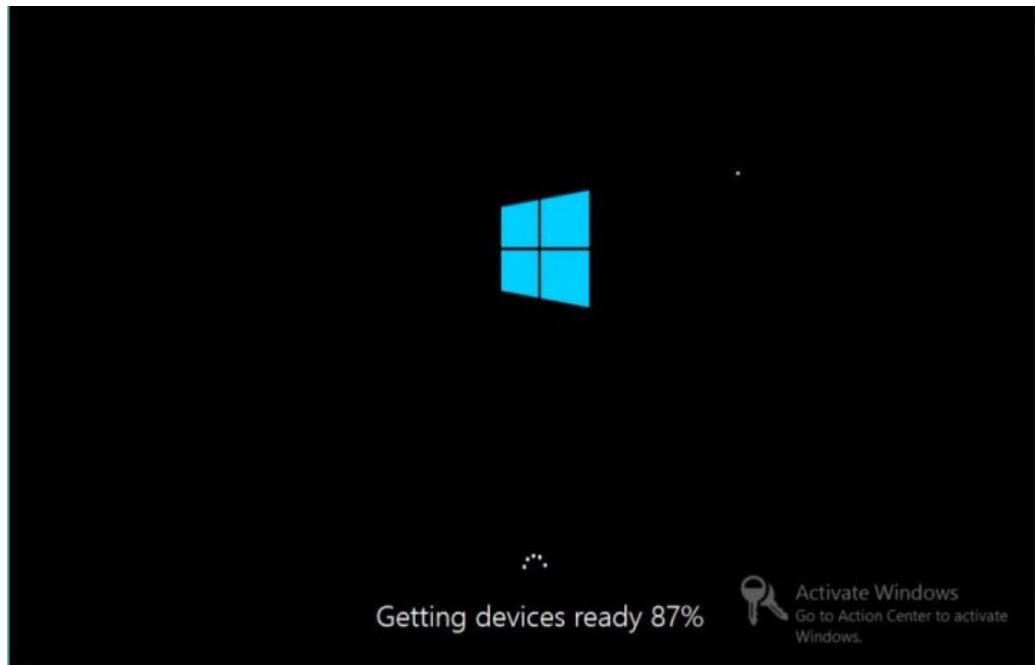 Getting devices ready 87%
Activate Windows
Go to Action Center to activate
Windows.